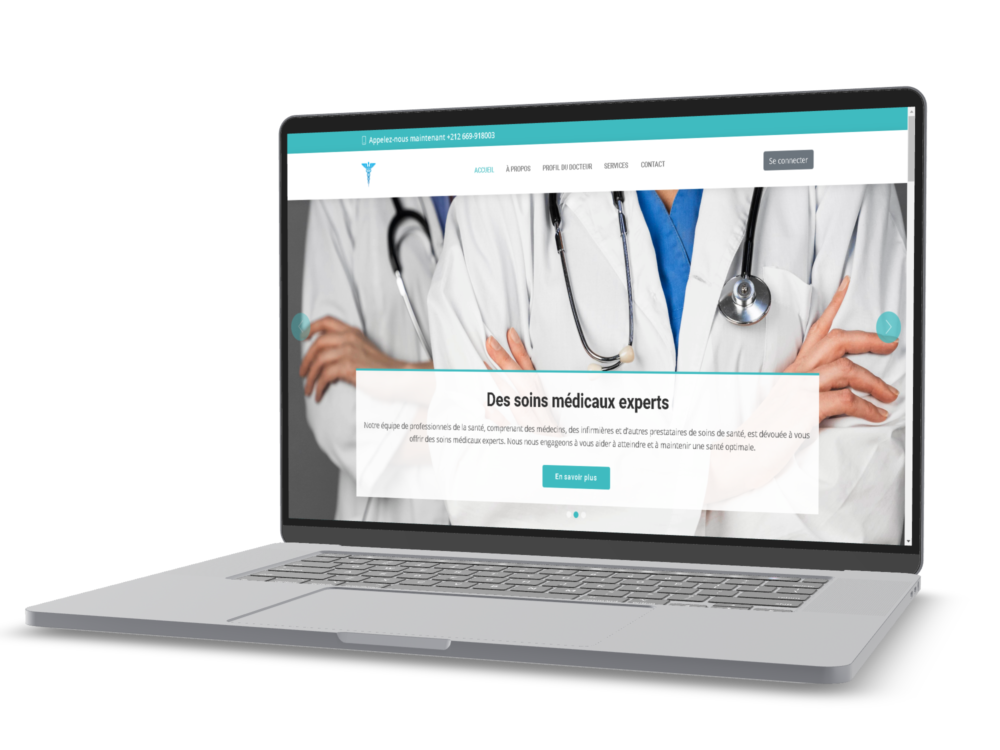 Appelez-nous maintenant +212 669-918003
ACCUEIL À PROPOS PROFIL DU DOCTEUR SERVICES CONTACT
Se connecter
Des soins médicaux experts
Notre équipe de professionnels de la santé, comprenant des médecins, des infirmières et d'autres prestataires de soins de santé, est dévouée à vous
offrir des soins médicaux experts. Nous nous engageons à vous aider à atteindre et à maintenir une santé optimale.
En savoir plus